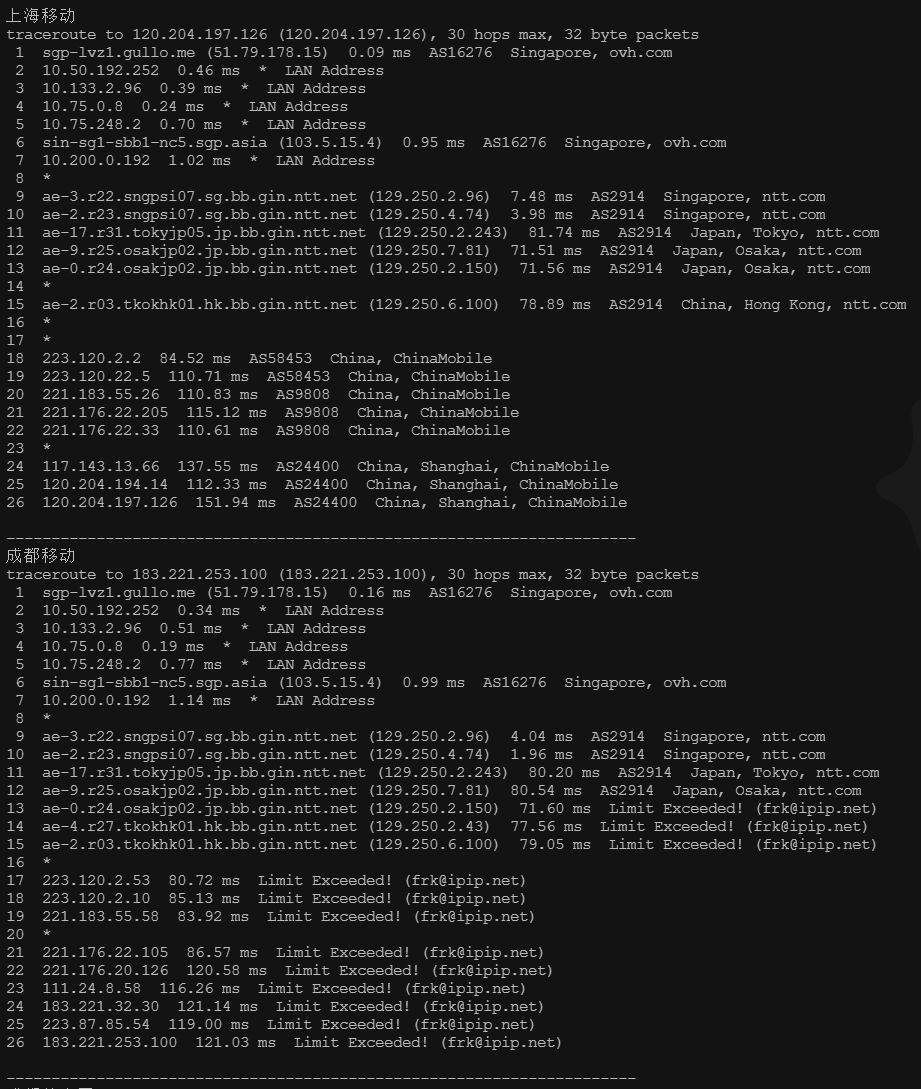 上海移动
traceroute to 120.204.197.126 (120.204.197.126), 30 hops max, 32 byte packets
1 sgp-lvz1.gullo.me (51.79.178.15) 0.09 ms AS16276 Singapore, ovh.com
2 10.50.192.252 0.46 ms * LAN Address
3 10.133.2.96 0.39 ms * LAN Address
4 10.75.0.8 0.24 ms * LAN Address
5 10.75.248.2 0.70 ms * LAN Address
6 sin-sg1-sbb1-nc5.sgp.asia (103.5.15.4) 0.95 ms AS16276 Singapore, ovh.com
7 10.200.0.192 1.02 ms * LAN Address
8 *
9 ae-3.r22.sngpsi07.sg.bb.gin.ntt.net (129.250.2.96) 7.48 ms AS2914 Singapore, ntt.com
10 ae-2.r23.sngpsi07.sg.bb.gin.ntt.net (129.250.4.74) 3.98 ms AS2914 Singapore, ntt.com
11 ae-17.r31.tokyjp05.jp.bb.gin.ntt.net (129.250.2.243) 81.74 ms AS2914 Japan, Tokyo, ntt.com
12 ae-9.r25.osakjp02.jp.bb.gin.ntt.net (129.250.7.81) 71.51 ms AS2914 Japan, Osaka, ntt.com
13 ae-0.r24.osakjp02.jp.bb.gin.ntt.net (129.250.2.150) 71.56 ms AS2914 Japan, Osaka, ntt.com
14 *
15 ae-2.r03.tkokhk01.hk.bb.gin.ntt.net (129.250.6.100) 78.89 ms AS2914 China, Hong Kong, ntt.com
16 *
17 *
18 223.120.2.2 84.52 ms AS58453 China, ChinaMobile
19 223.120.22.5 110.71 ms AS58453 China, ChinaMobile
20 221.183.55.26 110.83 ms AS9808 China, ChinaMobile
21 221.176.22.205 115.12 ms AS9808 China, ChinaMobile
22 221.176.22.33 110.61 ms AS9808 China, ChinaMobile
23 *
24 117.143.13.66 137.55 ms AS24400 China, Shanghai, ChinaMobile
25 120.204.194.14 112.33 ms AS24400 China, Shanghai, ChinaMobile
26 120.204.197.126 151.94 ms AS24400 China, Shanghai, ChinaMobile
----------------------------------------------------------------------
成都移动
traceroute to 183.221.253.100 (183.221.253.100), 30 hops max, 32 byte packets
1 sgp-lvz1.gullo.me (51.79.178.15) 0.16 ms AS16276 Singapore, ovh.com
2 10.50.192.252 0.34 ms * LAN Address
3 10.133.2.96 0.51 ms * LAN Address
4 10.75.0.8 0.19 ms * LAN Address
5 10.75.248.2 0.77 ms * LAN Address
6 sin-sg1-sbb1-nc5.sgp.asia (103.5.15.4) 0.99 ms AS16276 Singapore, ovh.com
7 10.200.0.192 1.14 ms * LAN Address
8 *
9 ae-3.r22.sngpsi07.sg.bb.gin.ntt.net (129.250.2.96) 4.04 ms AS2914 Singapore, ntt.com
10 ae-2.r23.sngpsi07.sg.bb.gin.ntt.net (129.250.4.74) 1.96 ms AS2914 Singapore, ntt.com
11 ae-17.r31.tokyjp05.jp.bb.gin.ntt.net (129.250.2.243) 80.20 ms AS2914 Japan, Tokyo, ntt.com
12 ae-9.r25.osakjp02.jp.bb.gin.ntt.net (129.250.7.81) 80.54 ms AS2914 Japan, Osaka, ntt.com
13 ae-0.r24.osakjp02.jp.bb.gin.ntt.net (129.250.2.150) 71.60 ms Limit Exceeded! (frk@ipip.net)
14 ae-4.r27.tkokhk01.hk.bb.gin.ntt.net (129.250.2.43) 77.56 ms Limit Exceeded! (frk@ipip.net)
15 ae-2.r03.tkokhk01.hk.bb.gin.ntt.net (129.250.6.100) 79.05 ms Limit Exceeded! (frk@ipip.net)
16 *
17 223.120.2.53 80.72 ms Limit Exceeded! (frk@ipip.net)
18 223.120.2.10 85.13 ms Limit Exceeded! (frk@ipip.net)
19 221.183.55.58 83.92 ms Limit Exceeded! (frk@ipip.net)
20 *
21 221.176.22.105 86.57 ms Limit Exceeded! (frk@ipip.net)
22 221.176.20.126 120.58 ms Limit Exceeded! (frk@ipip.net)
23 111.24.8.58 116.26 ms Limit Exceeded! (frk@ipip.net)
24 183.221.32.30 121.14 ms Limit Exceeded! (frk@ipip.net)
25 223.87.85.54 119.00 ms Limit Exceeded! (frk@ipip.net)
26 183.221.253.100 121.03 ms Limit Exceeded! (frk@ipip.net)
----------------------------------------------------------------------